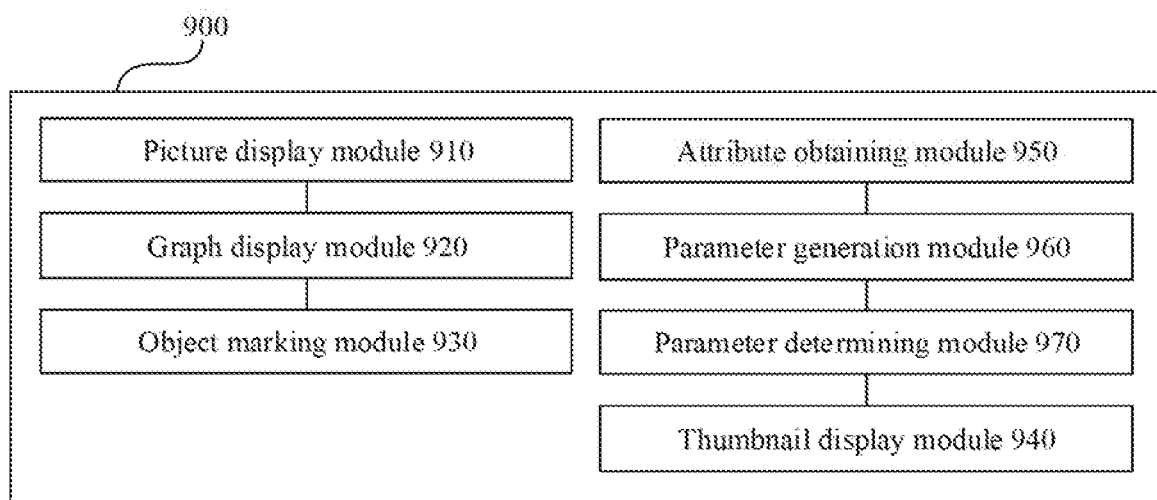 900
Picture display module 910
Graph display module 920
Object marking module 930
Attribute obtaining module 950
Parameter generation module 960
Parameter determining module 970
Thumbnail display module 940